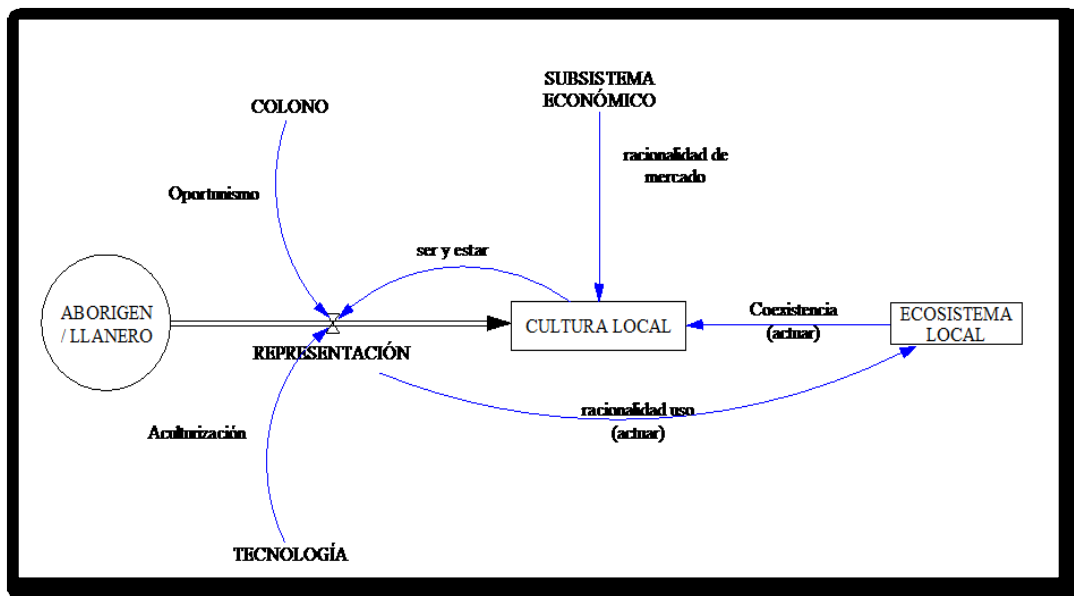 SUBSISTEMA
ECONÓMICO
COLONO
racionalidad de
mercado
Oportunismo
ser y estar
ABORIGEN
/ LLANERO
CULTURA LOCAL
Coexistencia
(actuar)
ECOSISTEMA
LOCAL
REPRESENTACIÓN
racionalidad uso
(actuar)
Aculturización
TECNOLOGÍA